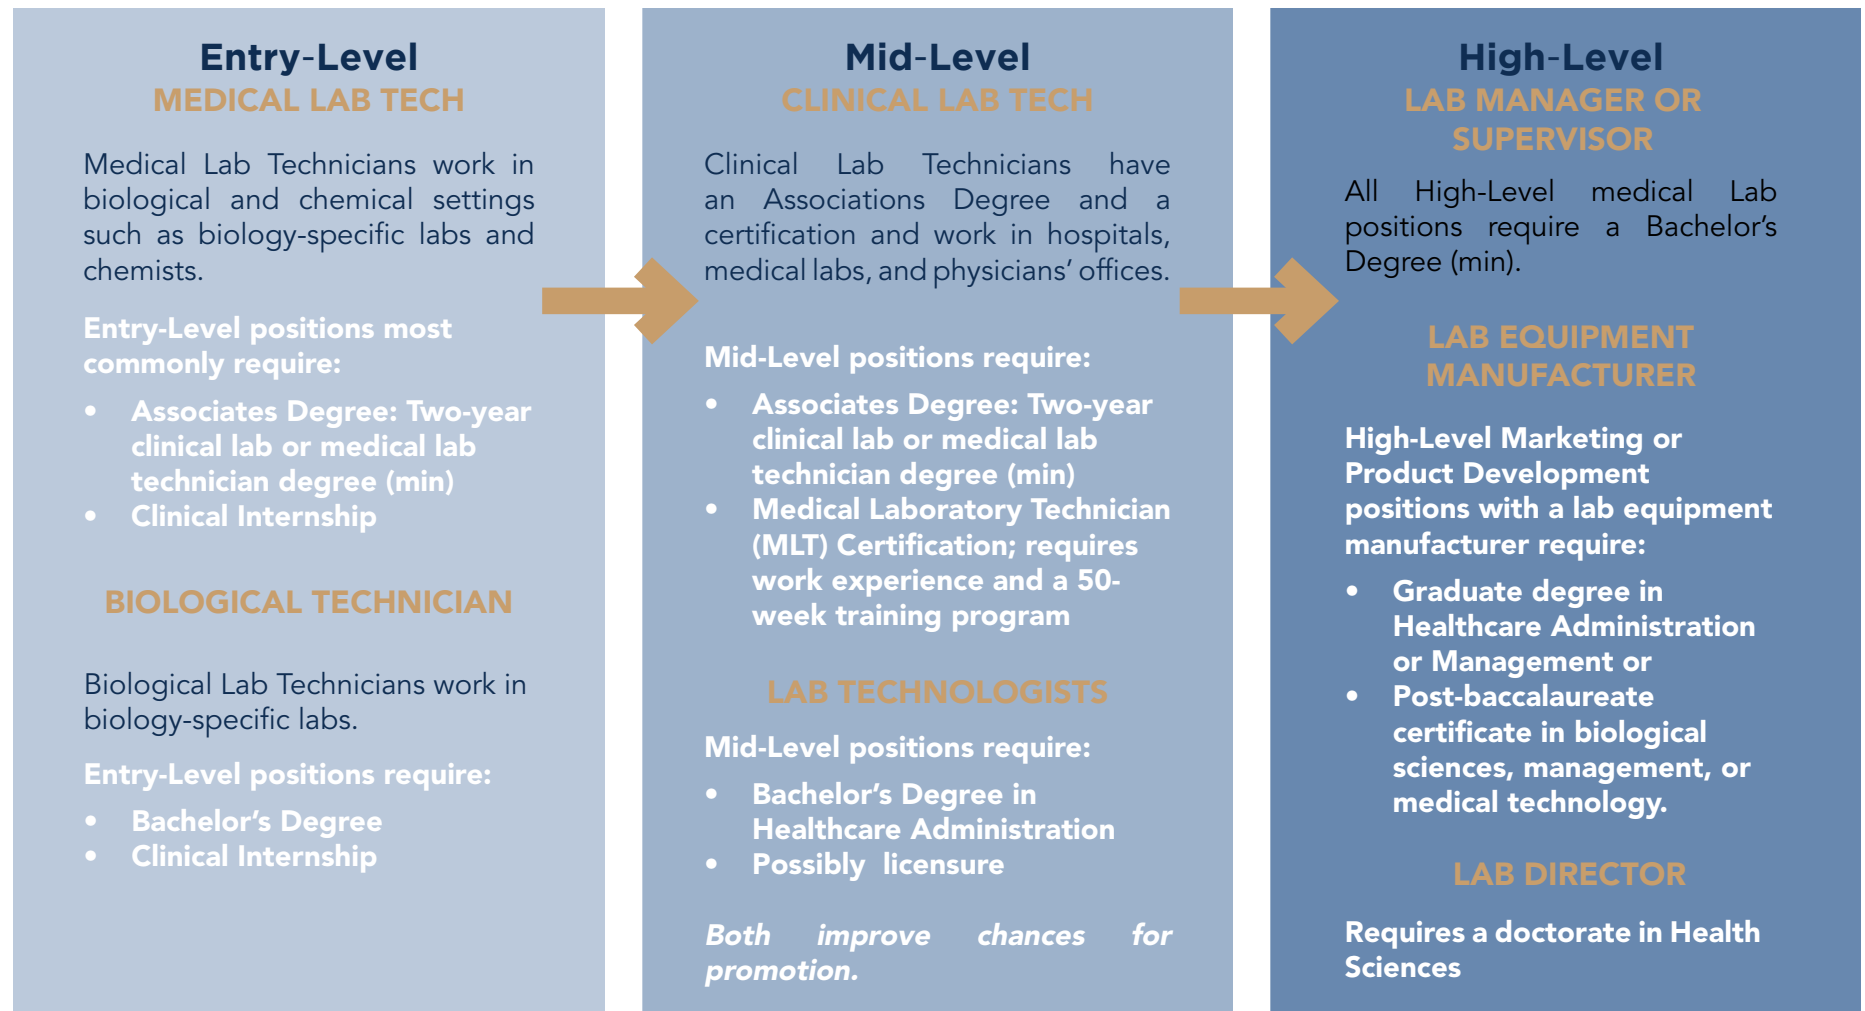 Entry-Level
MEDICAL LAB TECH
Medical Lab Technicians work in
biological and chemical settings
such as biology-specific labs and
chemists.
Entry-Level positions most
commonly require:
• Associates Degree: Two-year
clinical lab or medical lab
technician degree (min)
• Clinical Internship
BIOLOGICAL TECHNICIAN
Biological Lab Technicians work in
biology-specific labs.
Entry-Level positions require:
• Bachelor’s Degree
• Clinical Internship
Mid-Level
CLINICAL LAB TECH
Clinical Lab Technicians have
an Associations Degree and a
certification and work in hospitals,
medical labs, and physicians’ offices.
Mid-Level positions require:
• Associates Degree: Two-year
clinical lab or medical lab
technician degree (min)
• Medical Laboratory Technician
(MLT) Certification; requires
work experience and a 50-
week training program
LAB TECHNOLOGISTS
Mid-Level positions require:
• Bachelor’s Degree in
Healthcare Administration
• Possibly licensure
Both improve chances for
promotion.
High-Level
LAB MANAGER OR
SUPERVISOR
All High-Level medical Lab
positions require a Bachelor’s
Degree (min).
LAB EQUIPMENT
MANUFACTURER
High-Level Marketing or
Product Development
positions with a lab equipment
manufacturer require:
• Graduate degree in
Healthcare Administration
or Management or
• Post-baccalaureate
certificate in biological
sciences, management, or
medical technology.
LAB DIRECTOR
Requires a doctorate in Health
Sciences